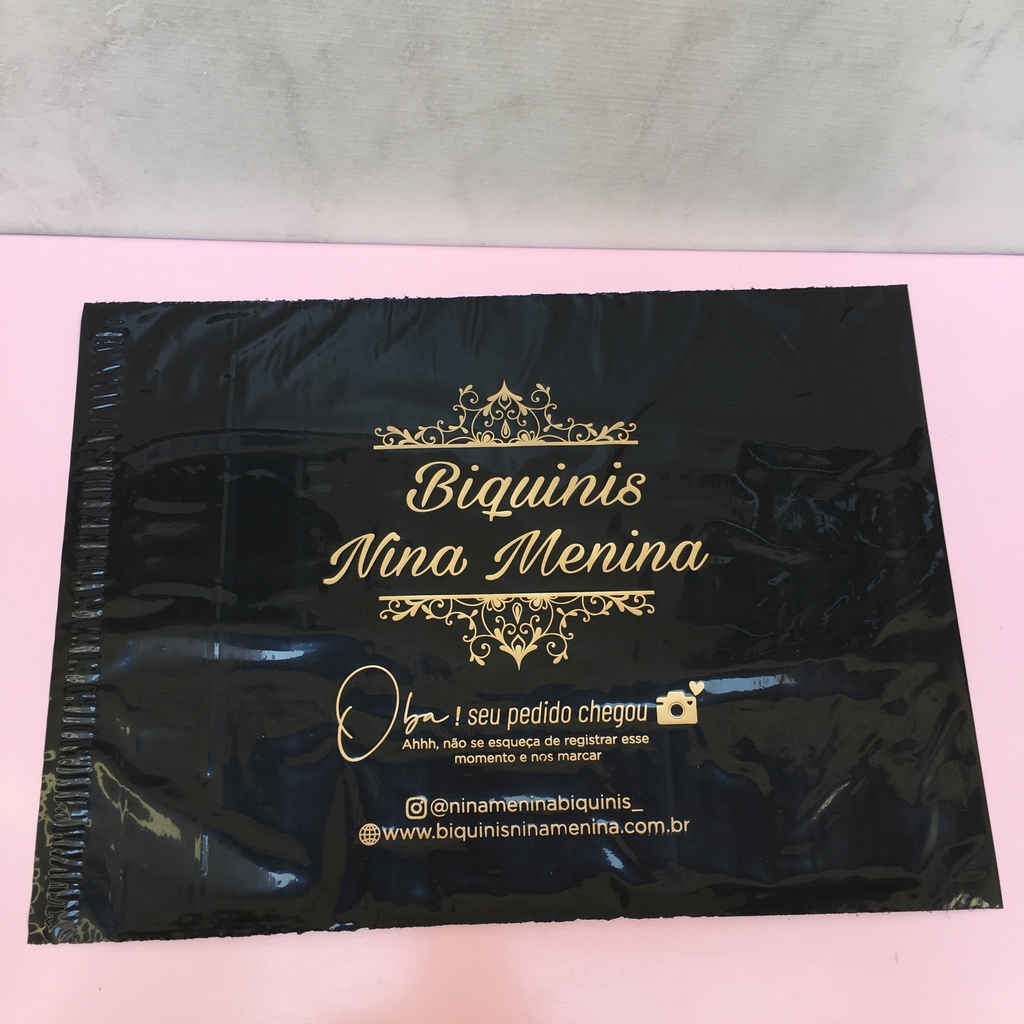 Biquinis
Nina Menina
Oba! seu pedido chegou
Ahhh, não se esqueça de registrar esse
momento e nos marcar
@ninameninabiquinis_
www.biquinisninamenina.com.br